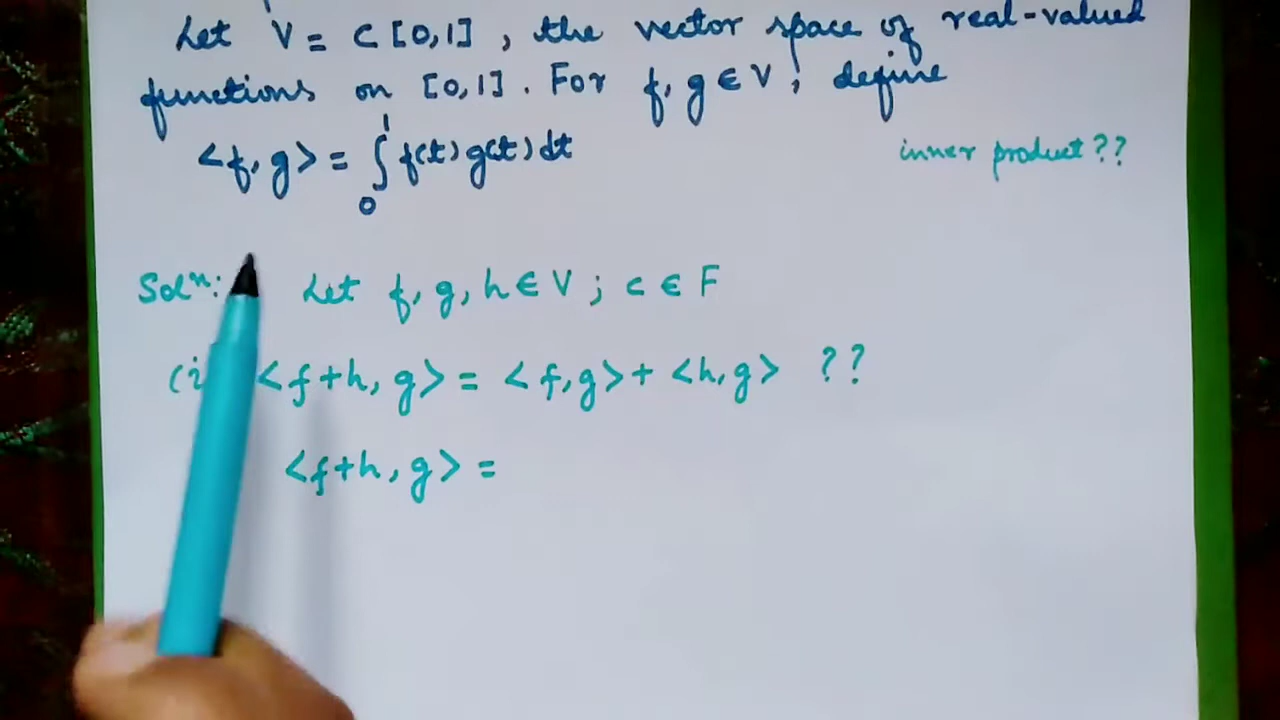 Let V = C [0,1] , the vector space of real-valued
functions on [0,1] . For f, g ∈ V ; define
<f, g> = ∫₀¹ f(t) g(t) dt
inner product ??
Solⁿ: Let f, g, h ∈ V ; c ∈ F
(i <f+h, g> = <f,g> + <h,g> ??
<f+h, g> =